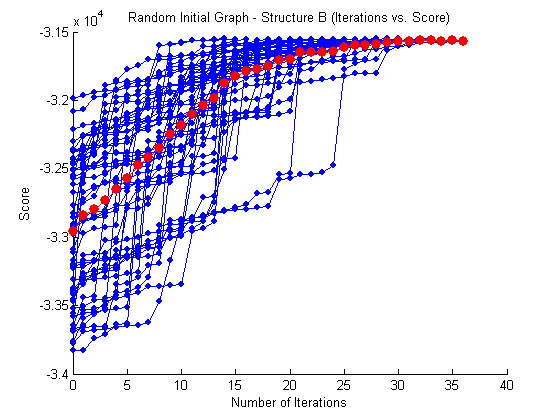 x 10^4
Random Initial Graph - Structure B (Iterations vs. Score)
-3.15
-3.2
-3.25
-3.3
-3.35
-3.4
Score
0 5 10 15 20 25 30 35 40
Number of Iterations